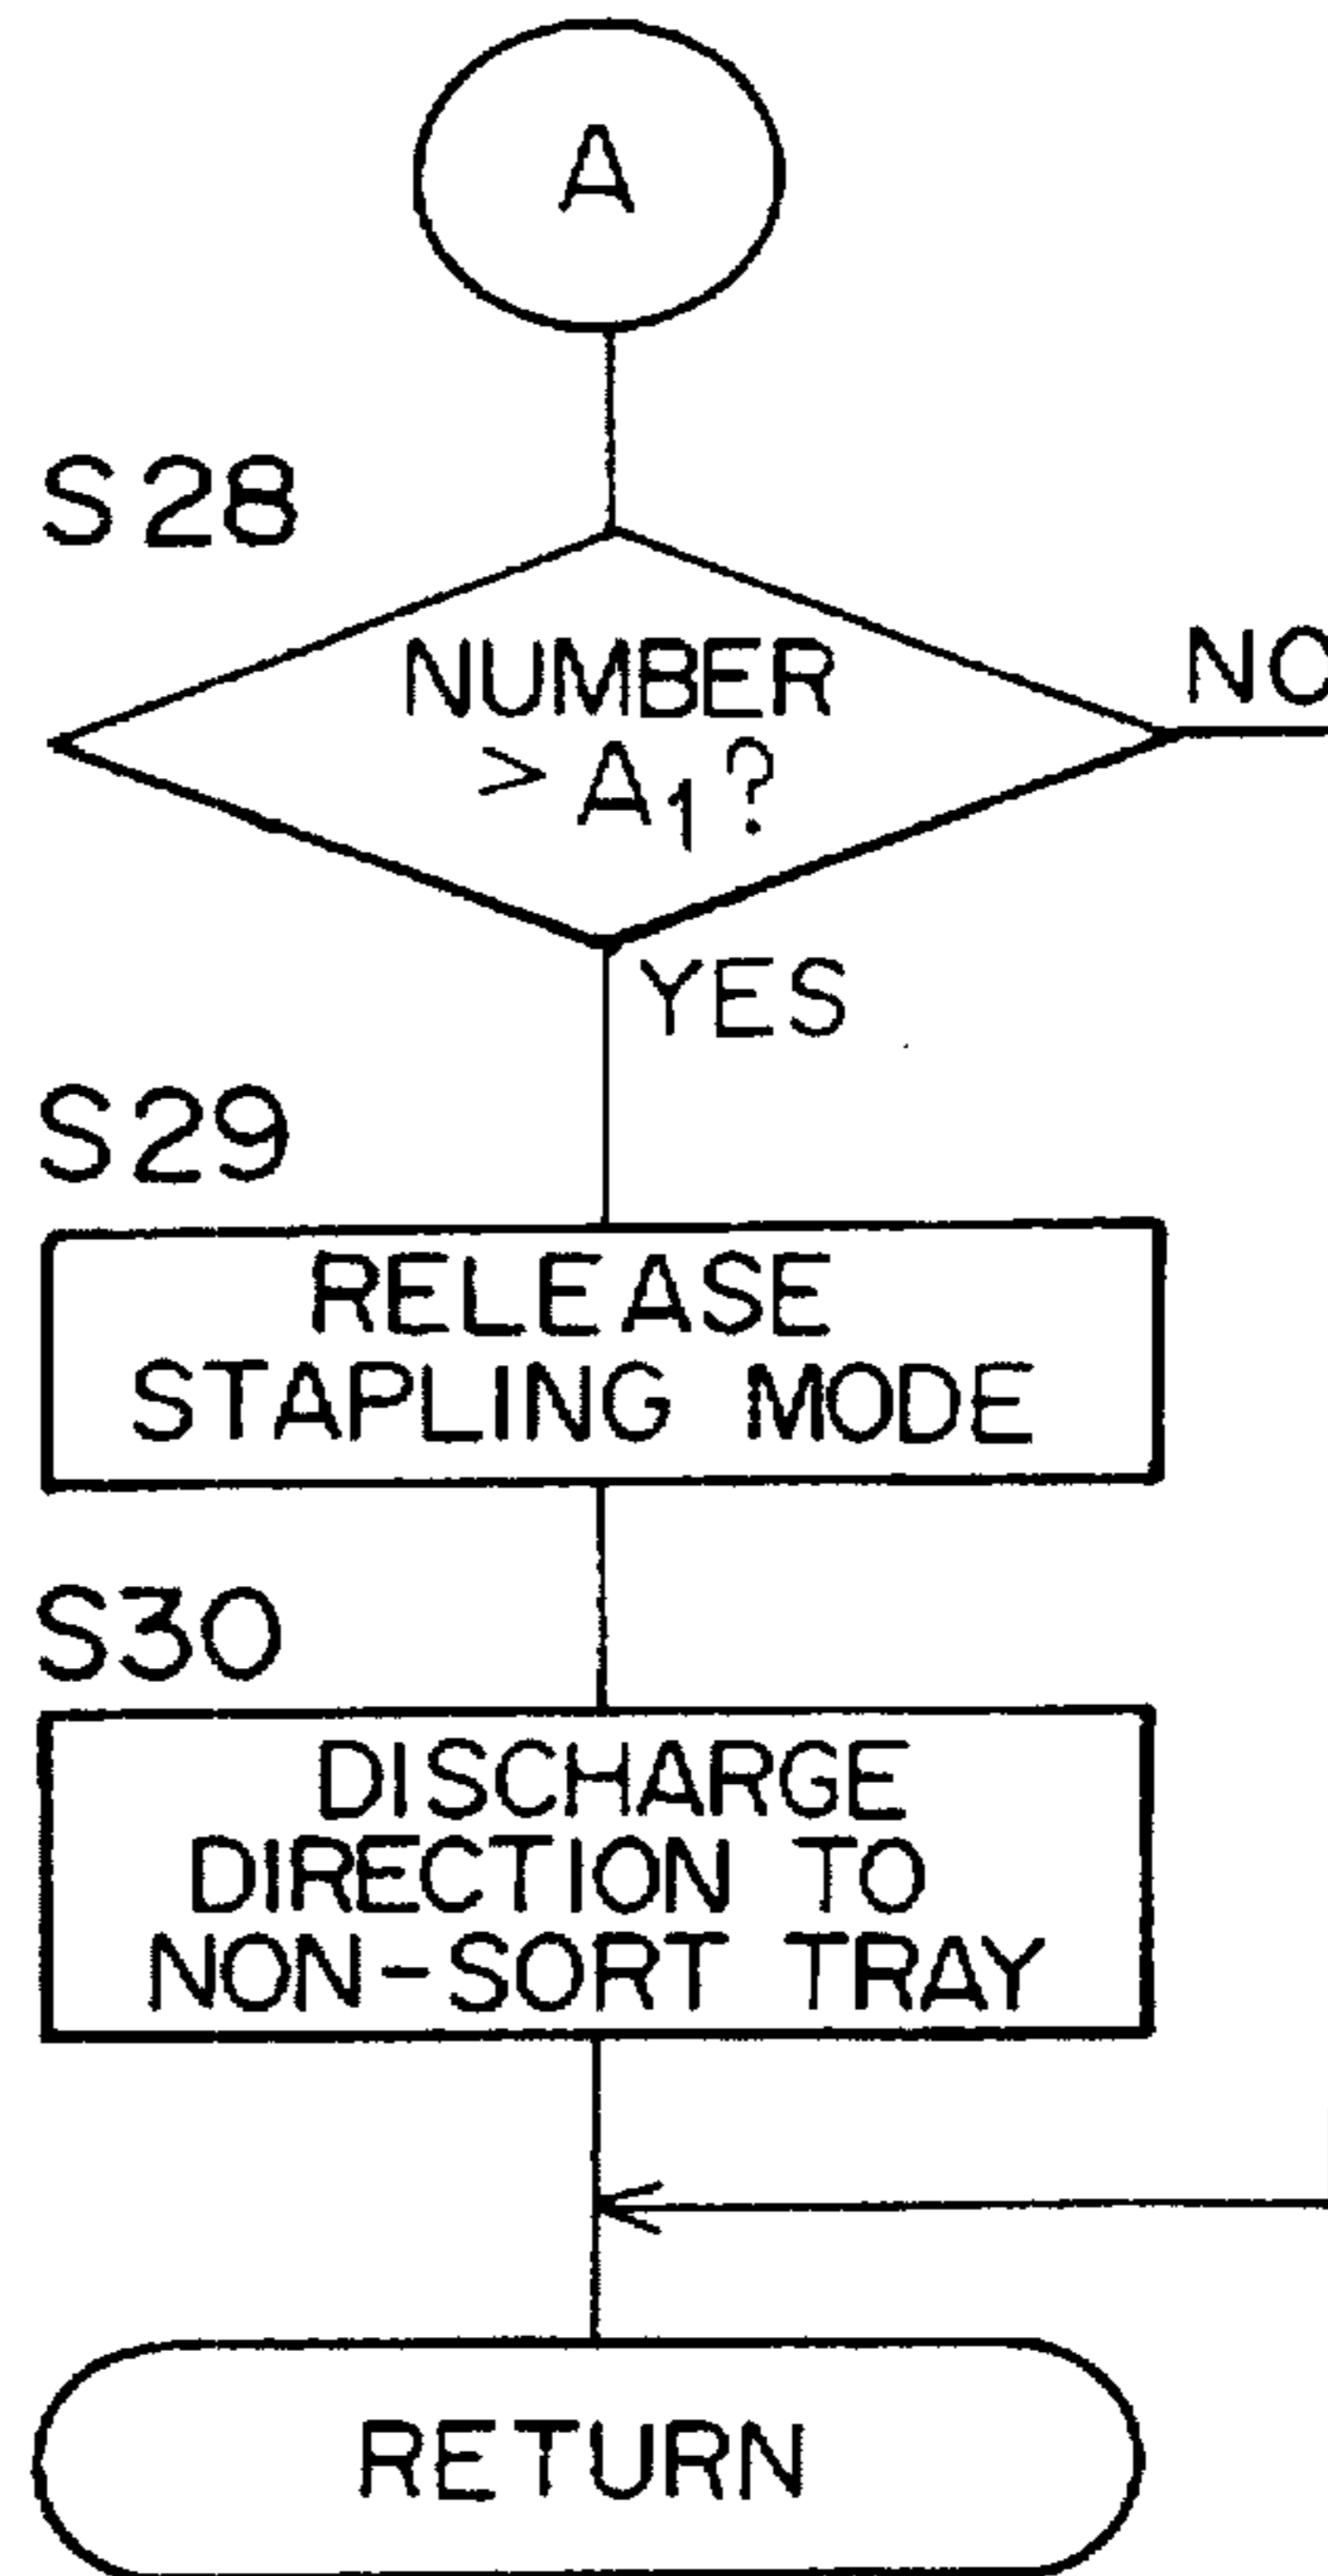 A
S28
NUMBER
>A₁?
NO
YES
S29
RELEASE
STAPLING MODE
S30
DISCHARGE
DIRECTION TO
NON-SORT TRAY
RETURN